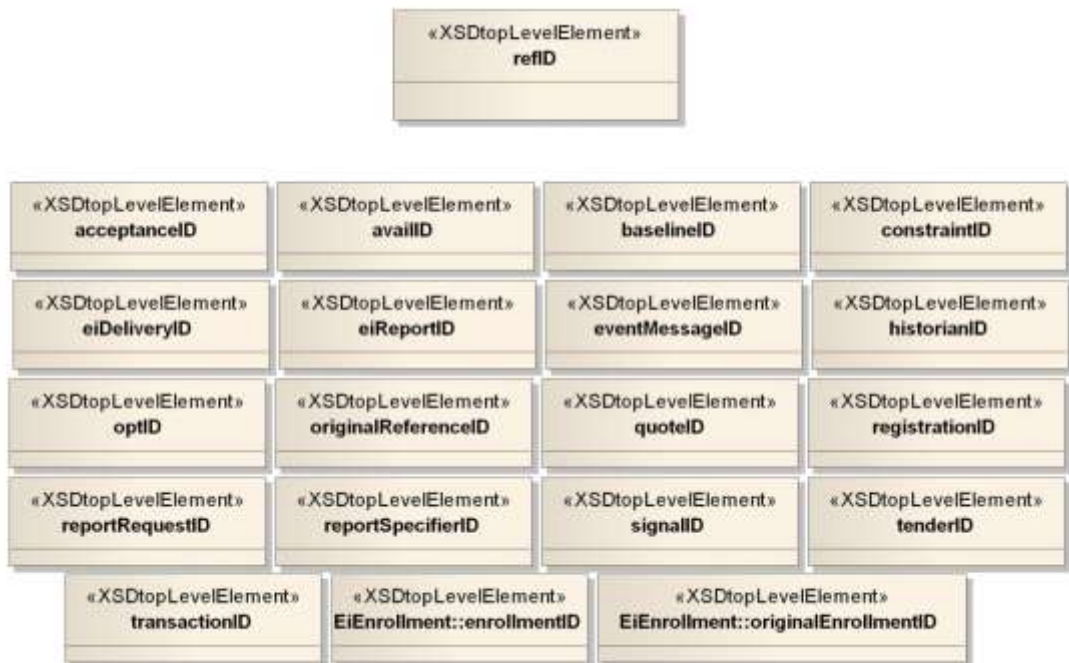 «XSDtopLevelElement»
refID
«XSDtopLevelElement» «XSDtopLevelElement» «XSDtopLevelElement» «XSDtopLevelElement»
acceptanceID availID baselineID constraintID
«XSDtopLevelElement» «XSDtopLevelElement» «XSDtopLevelElement» «XSDtopLevelElement»
eiDeliveryID eiReportID eventMessageID historianID
«XSDtopLevelElement» «XSDtopLevelElement» «XSDtopLevelElement» «XSDtopLevelElement»
optID originalReferenceID quoteID registrationID
«XSDtopLevelElement» «XSDtopLevelElement» «XSDtopLevelElement» «XSDtopLevelElement»
reportRequestID reportSpecifierID signalID tenderID
«XSDtopLevelElement» «XSDtopLevelElement» «XSDtopLevelElement»
transactionID EiEnrollment::enrollmentID EiEnrollment::originalEnrollmentID